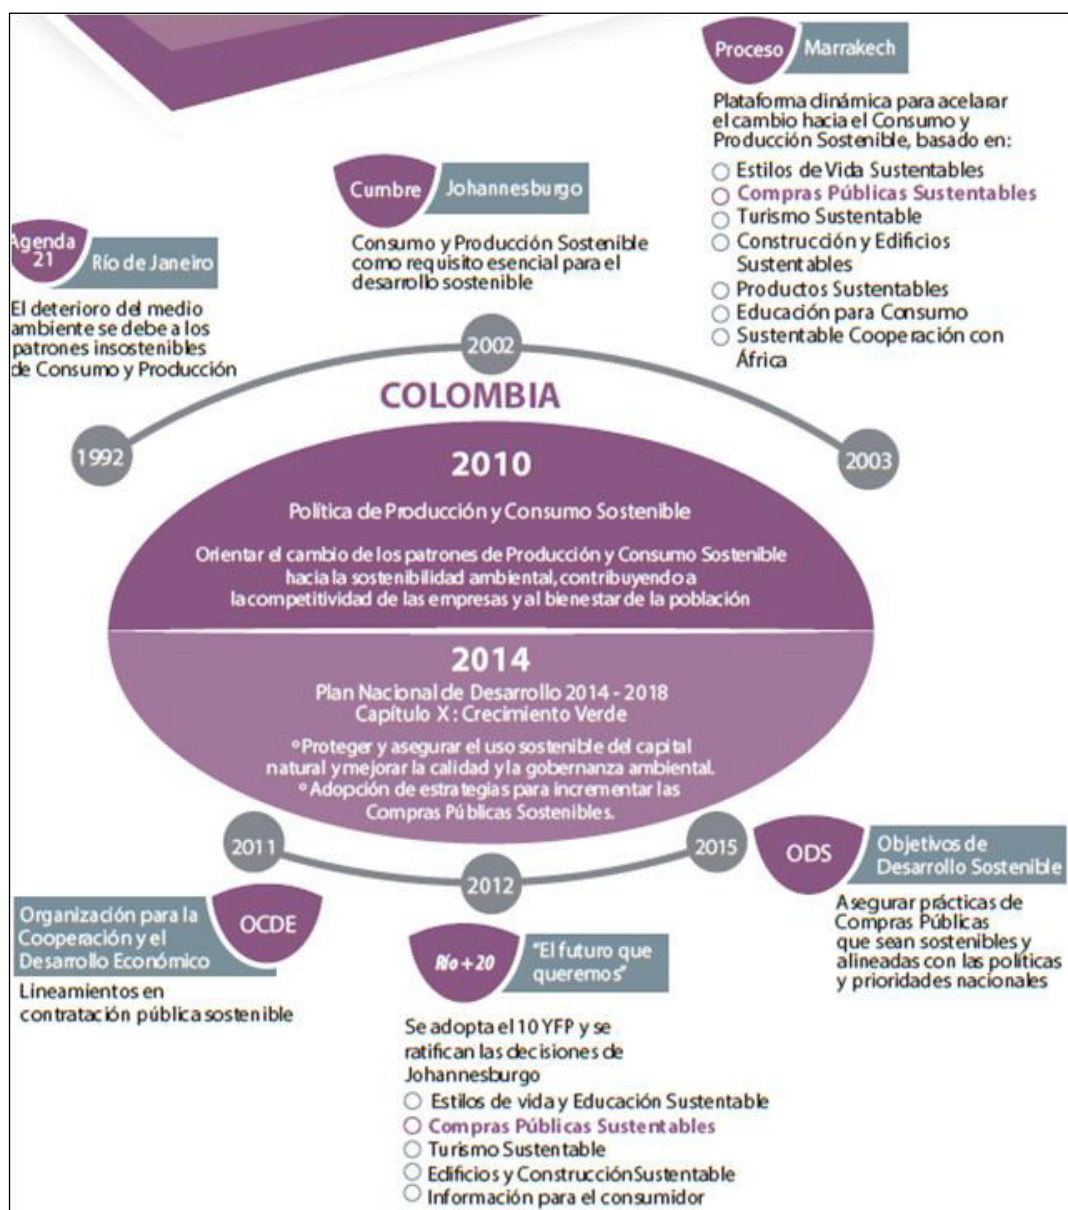 Agenda
21
Río de Janeiro
El deterioro del medio
ambiente se debe a los
patrones insostenibles
de Consumo y Producción
1992
Cumbre
Johannesburgo
Consumo y Producción Sostenible
como requisito esencial para el
desarrollo sostenible
2002
Proceso
Marrakech
Plataforma dinámica para acelarar
el cambio hacia el Consumo y
Producción Sostenible, basado en:
Estilos de Vida Sustentables
Compras Públicas Sustentables
Turismo Sustentable
Construcción y Edificios
Sustentables
Productos Sustentables
Educación para Consumo
Sustentable Cooperación con
África
2003
COLOMBIA
2010
Política de Producción y Consumo Sostenible
Orientar el cambio de los patrones de Producción y Consumo Sostenible
hacia la sostenibilidad ambiental, contribuyendo a
la competitividad de las empresas y al bienestar de la población
2014
Plan Nacional de Desarrollo 2014 - 2018
Capítulo X : Crecimiento Verde
º Proteger y asegurar el uso sostenible del capital
natural y mejorar la calidad y la gobernanza ambiental.
º Adopción de estrategias para incrementar las
Compras Públicas Sostenibles.
2011
OCDE
Organización para la
Cooperación y el
Desarrollo Económico
Lineamientos en
contratación pública sostenible
2012
Río + 20
"El futuro que
queremos"
Se adopta el 10 YFP y se
ratifican las decisiones de
Johannesburgo
Estilos de vida y Educación Sustentable
Compras Públicas Sustentables
Turismo Sustentable
Edificios y Construcción Sustentable
Información para el consumidor
2015
ODS
Objetivos de
Desarrollo Sostenible
Asegurar prácticas de
Compras Públicas
que sean sostenibles y
alineadas con las políticas
y prioridades nacionales